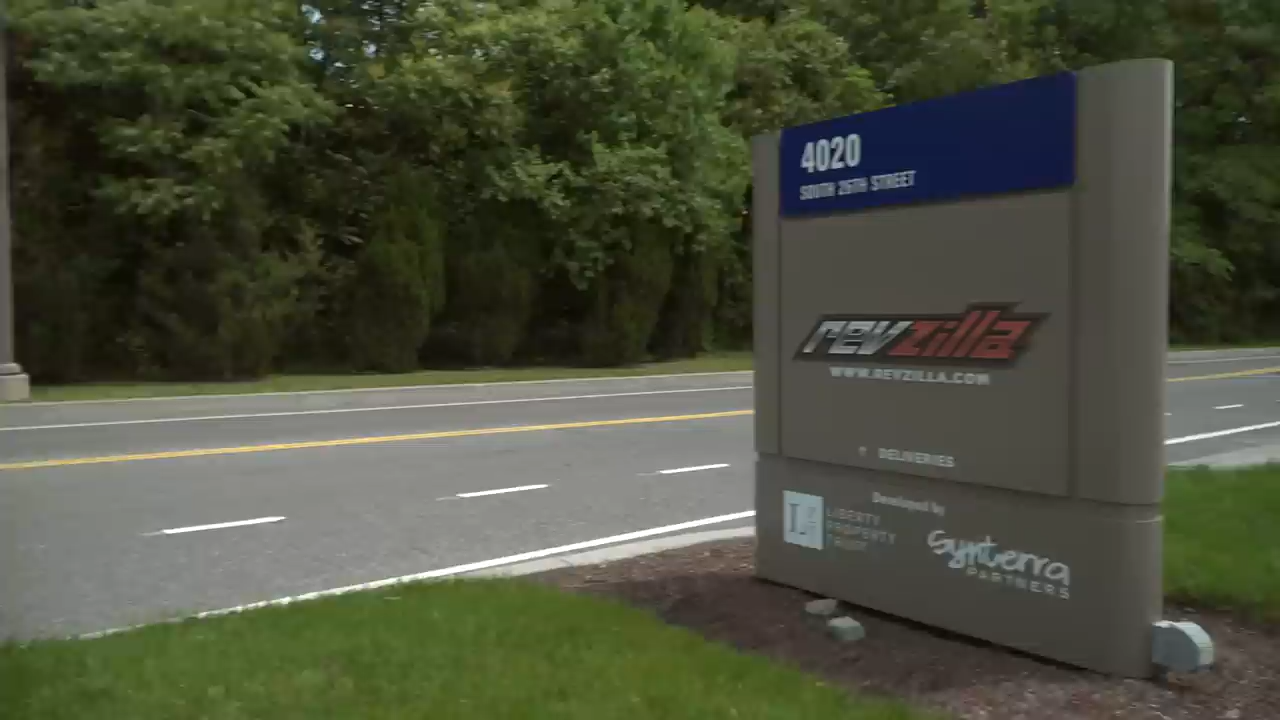 4020
SOUTH 26TH STREET
revzilla
WWW.REVZILLA.COM
↑ DELIVERIES
Developed by
LIBERTY
PROPERTY
TRUST
Synterra
PARTNERS